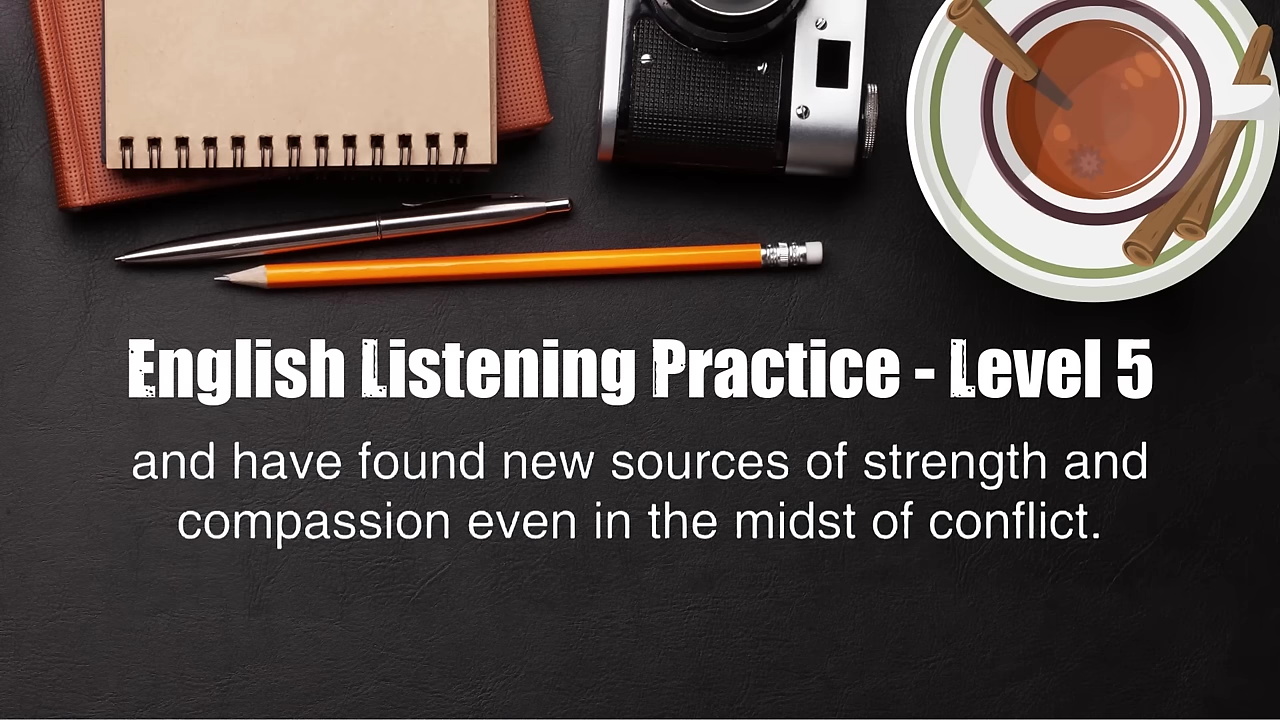 English Listening Practice - Level 5
and have found new sources of strength and
compassion even in the midst of conflict.